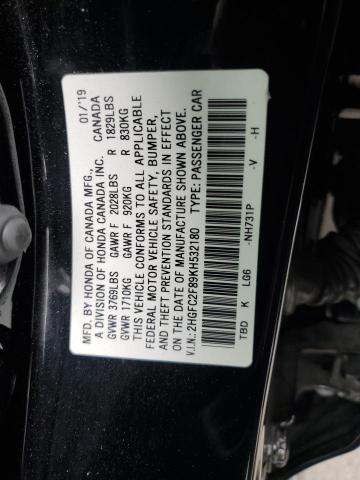 MFD. BY HONDA OF CANADA MFG., 01/'19
A DIVISION OF HONDA CANADA INC. CANADA
GVWR 3769LBS GAWR F 2028LBS R 1829LBS
GVWR 1710KG GAWR F 920KG R 830KG
THIS VEHICLE CONFORMS TO ALL APPLICABLE
FEDERAL MOTOR VEHICLE SAFETY, BUMPER,
AND THEFT PREVENTION STANDARDS IN EFFECT
ON THE DATE OF MANUFACTURE SHOWN ABOVE.
V.I.N.: 2HGFC2F89KH532180 TYPE: PASSENGER CAR
TBD K LG6 -NH731P -V -H